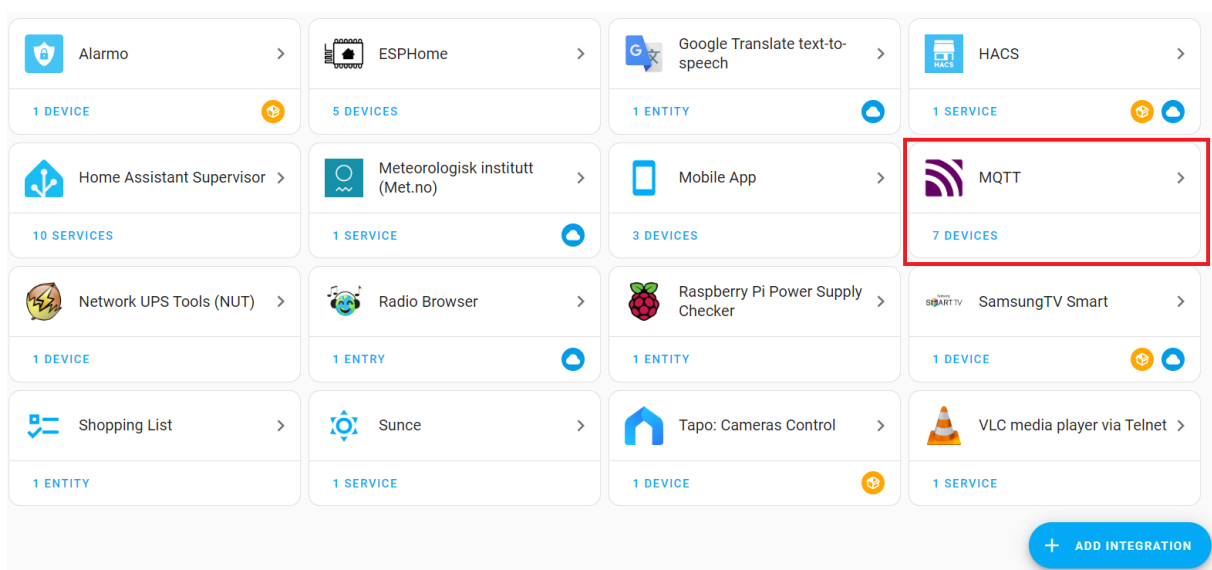 Alarmo
ESPHome
Google Translate text-to-
speech
HACS
HACS
1 DEVICE
5 DEVICES
1 ENTITY
1 SERVICE
Home Assistant Supervisor
Meteorologisk institutt
(Met.no)
Mobile App
MQTT
10 SERVICES
1 SERVICE
3 DEVICES
7 DEVICES
Network UPS Tools (NUT)
Radio Browser
Raspberry Pi Power Supply
Checker
Samsung
SMART TV
SamsungTV Smart
1 DEVICE
1 ENTRY
1 ENTITY
1 DEVICE
Shopping List
Sunce
Tapo: Cameras Control
VLC media player via Telnet
1 ENTITY
1 SERVICE
1 DEVICE
1 SERVICE
+ ADD INTEGRATION